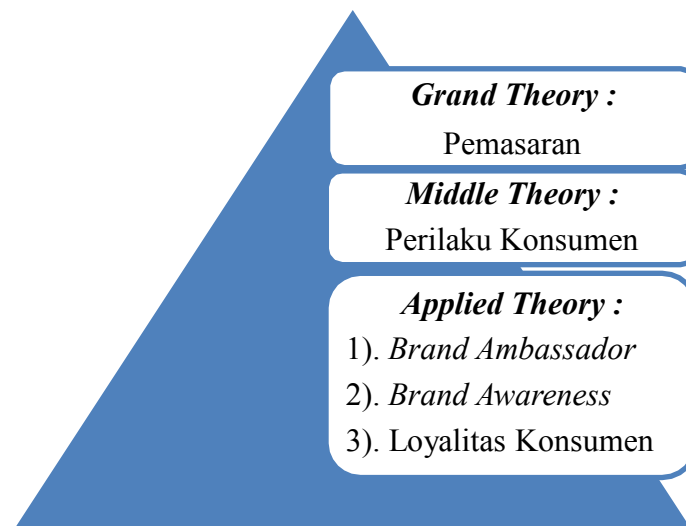 Grand Theory :
Pemasaran
Middle Theory :
Perilaku Konsumen
Applied Theory :
1). Brand Ambassador
2). Brand Awareness
3). Loyalitas Konsumen